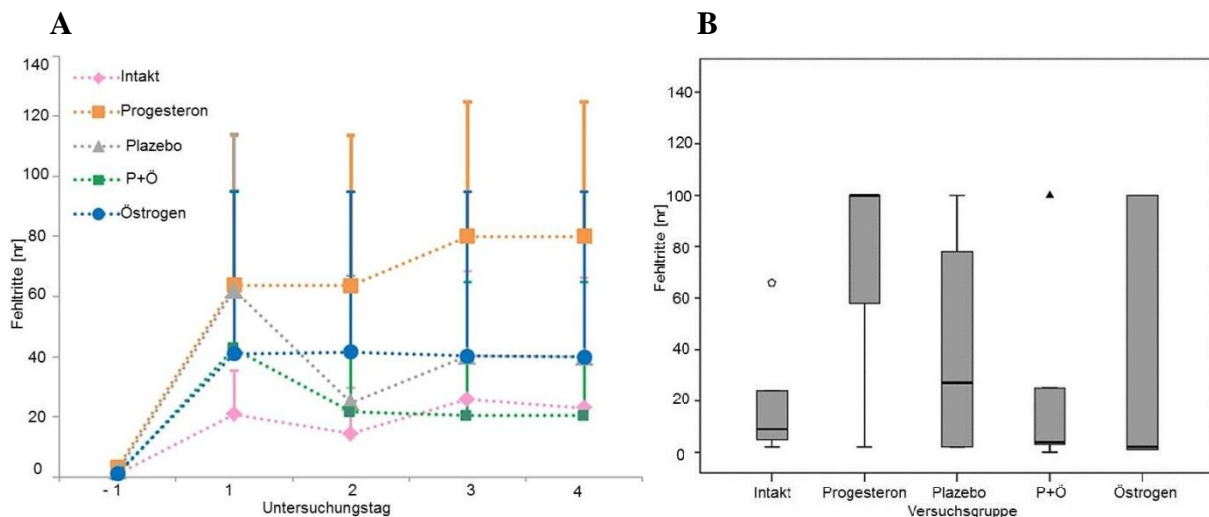 A
140
120
100
80
60
40
20
0
Fehltritte [nr]
Intakt
Progesteron
Plazebo
P+Ö
Östrogen
- 1
1
2
3
4
Untersuchungstag
B
140
120
100
80
60
40
20
0
Fehltritte [nr]
Intakt
Progesteron
Plazebo
P+Ö
Östrogen
Versuchsgruppe